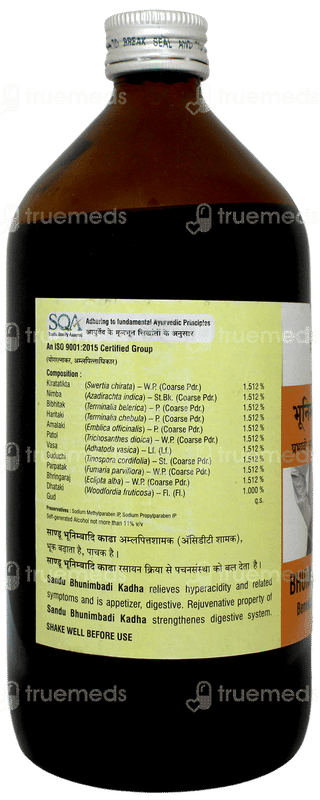 TO BREAK SEAL AND
SQA Adhering to fundamental Ayurvedic Principles
आयुर्वेद के मूलभूत सिद्धांतों के अनुसार
An ISO 9001:2015 Certified Group
(योगरत्नाकर, अम्लपित्ताधिकार)
Composition :
Kiratatikta (Swertia chirata) – W.P. (Coarse Pdr.) 1.512 %
Nimba (Azadirachta indica) – St.Bk. (Coarse Pdr.) 1.512 %
Bibhitak (Terminalia belerica) – P. (Coarse Pdr.) 1.512 %
Haritaki (Terminalia chebula) – P. (Coarse Pdr.) 1.512 %
Amalaki (Emblica officinalis) – P. (Coarse Pdr.) 1.512 %
Patol (Trichosanthes dioica) – W.P. (Coarse Pdr.) 1.512 %
Vasa (Adhatoda vasica) – Lf. (Lf.) 1.512 %
Guduchi (Tinospora cordifolia) – St. (Coarse Pdr.) 1.512 %
Parpatak (Fumaria parviflora) – W.P. (Coarse Pdr.) 1.512 %
Bhringaraj (Eclipta alba) – W.P. (Coarse Pdr.) 1.512 %
Dhataki (Woodfordia fruticosa) – Fl. (Fl.) 1.000 %
Gud q.s.
Preservatives : Sodium Methylparaben IP, Sodium Propylparaben IP
Self-generated Alcohol not more than 11% v/v
साण्डू भूनिम्बादि काढा अम्लपित्तशामक (अ‍ॅसिडीटी शामक),
भूक बढाता है, पाचक है।
साण्डू भूनिम्बादि काढा रसायन क्रिया से पचनसंस्था को बल देता है।
Sandu Bhunimbadi Kadha relieves hyperacidity and related
symptoms and is appetizer, digestive. Rejuvenative property of
Sandu Bhunimbadi Kadha strengthenes digestive system.
SHAKE WELL BEFORE USE
truemeds